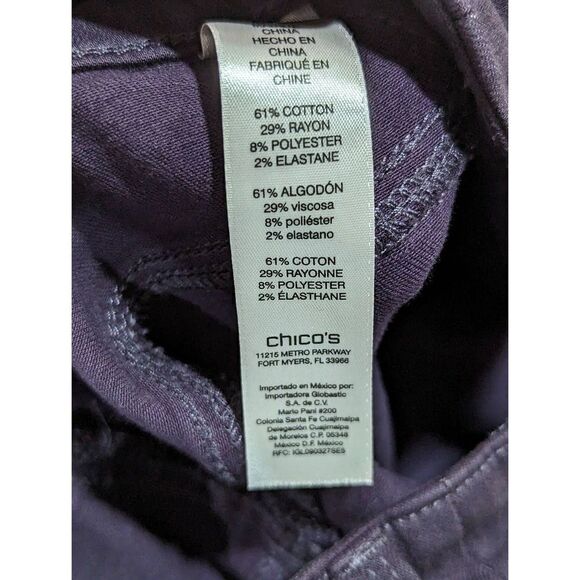 CHINA
HECHO EN
CHINA
FABRIQUÉ EN
CHINE
61% COTTON
29% RAYON
8% POLYESTER
2% ELASTANE
61% ALGODÓN
29% viscosa
8% poliéster
2% elastano
61% COTON
29% RAYONNE
8% POLYESTER
2% ÉLASTHANE
chico's
11215 METRO PARKWAY
FORT MYERS, FL 33966
Importado en México por:
Importadora Globastic
S.A. de C.V.
Mario Pani #200
Colonia Santa Fe Cuajimalpa
Delegación Cuajimalpa
de Morelos C.P. 05348
México D.F. México
RFC: IGL090327SE5